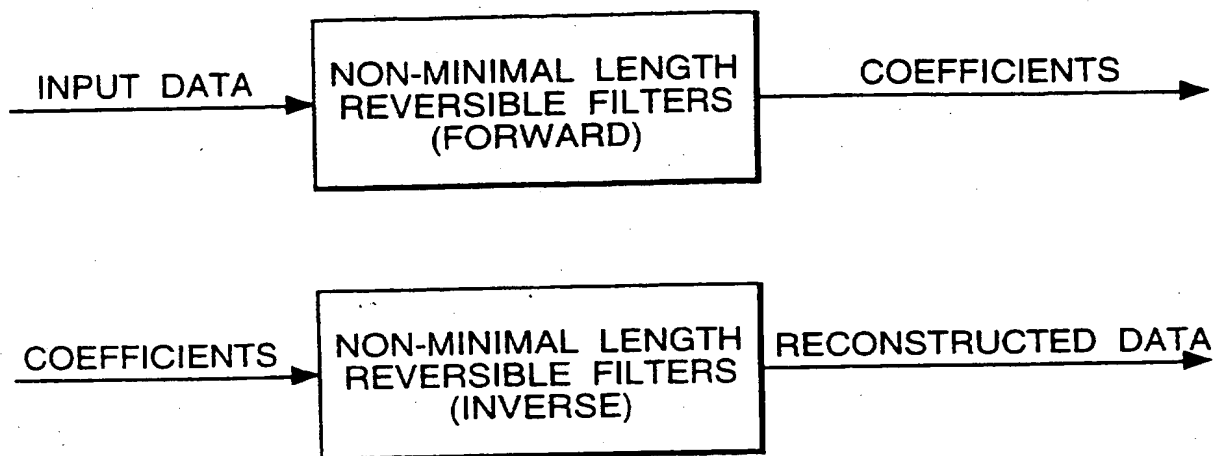 INPUT DATA
NON-MINIMAL LENGTH
REVERSIBLE FILTERS
(FORWARD)
COEFFICIENTS
COEFFICIENTS
NON-MINIMAL LENGTH
REVERSIBLE FILTERS
(INVERSE)
RECONSTRUCTED DATA